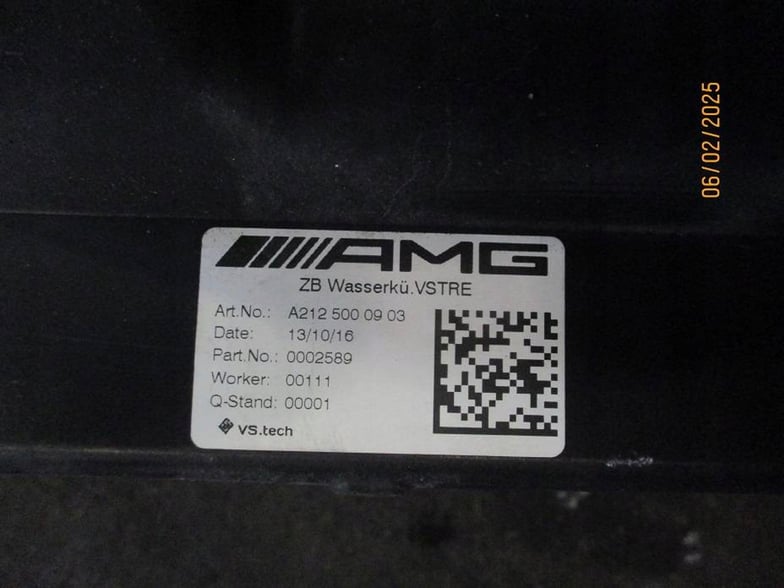 AMG
ZB Wasserkü.VSTRE
Art.No.: A212 500 09 03
Date: 13/10/16
Part.No.: 0002589
Worker: 00111
Q-Stand: 00001
VS.tech
06/02/2025